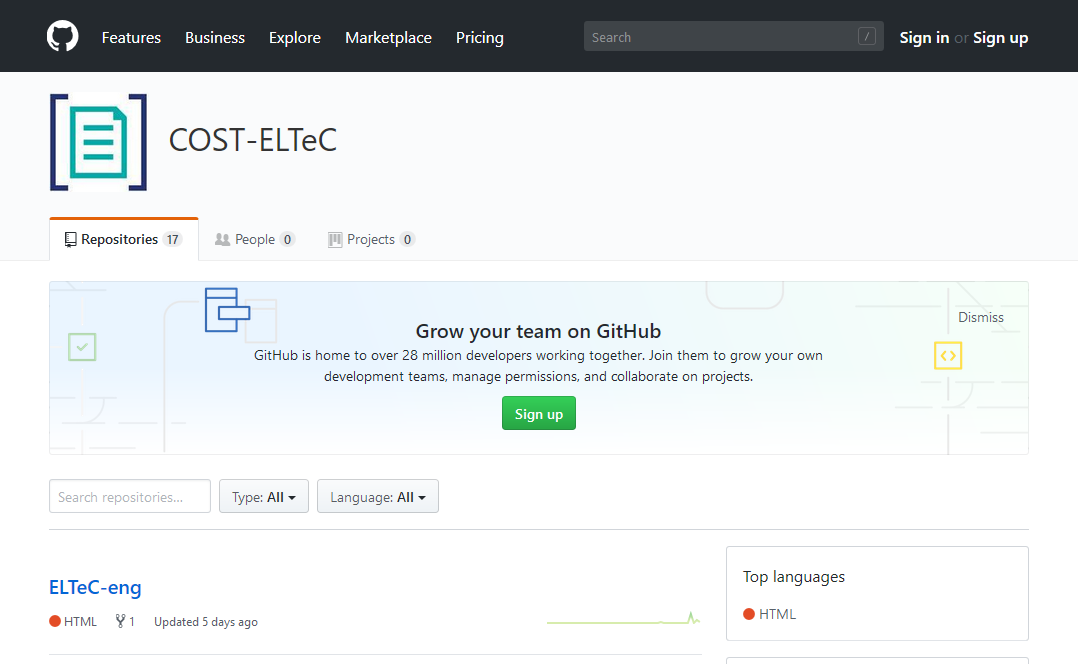 Features Business Explore Marketplace Pricing Search / Sign in or Sign up
COST-ELTeC
Repositories 17 People 0 Projects 0
Dismiss
Grow your team on GitHub
GitHub is home to over 28 million developers working together. Join them to grow your own
development teams, manage permissions, and collaborate on projects.
Sign up
Search repositories... Type: All Language: All
ELTeC-eng
HTML 1 Updated 5 days ago
Top languages
HTML